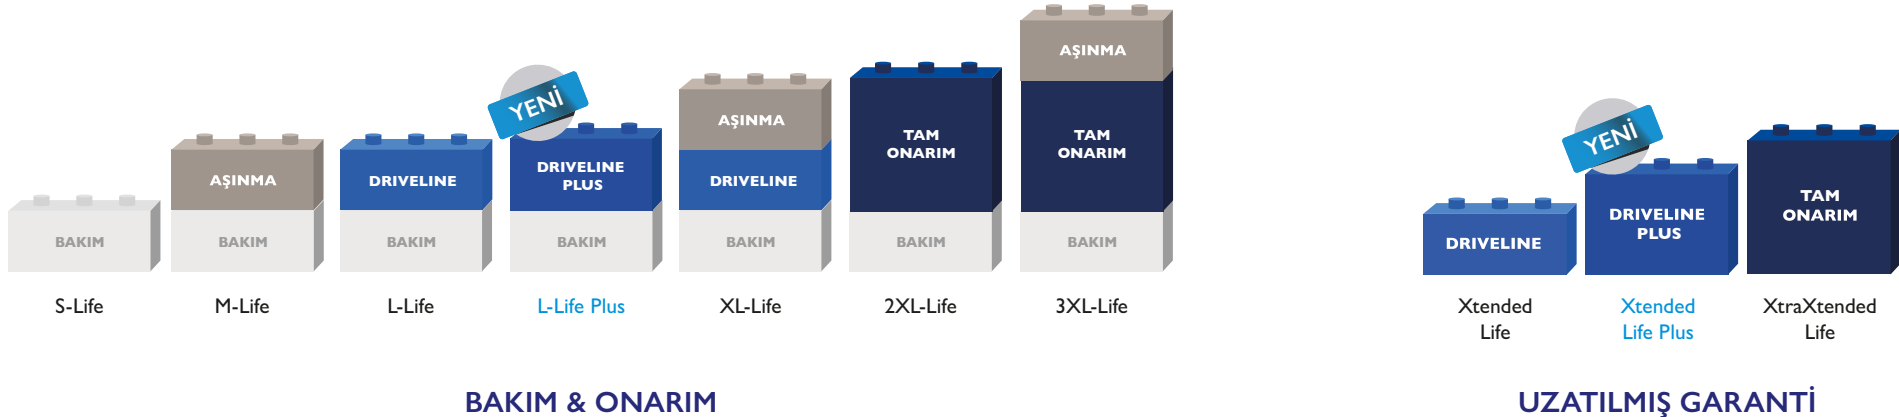 BAKIM
S-Life
AŞINMA
BAKIM
M-Life
DRIVELINE
BAKIM
L-Life
YENİ
DRIVELINE
PLUS
BAKIM
L-Life Plus
AŞINMA
DRIVELINE
BAKIM
XL-Life
TAM
ONARIM
BAKIM
2XL-Life
AŞINMA
TAM
ONARIM
BAKIM
3XL-Life
BAKIM & ONARIM
DRIVELINE
Xtended
Life
YENİ
DRIVELINE
PLUS
Xtended
Life Plus
TAM
ONARIM
XtraXtended
Life
UZATILMIŞ GARANTİ